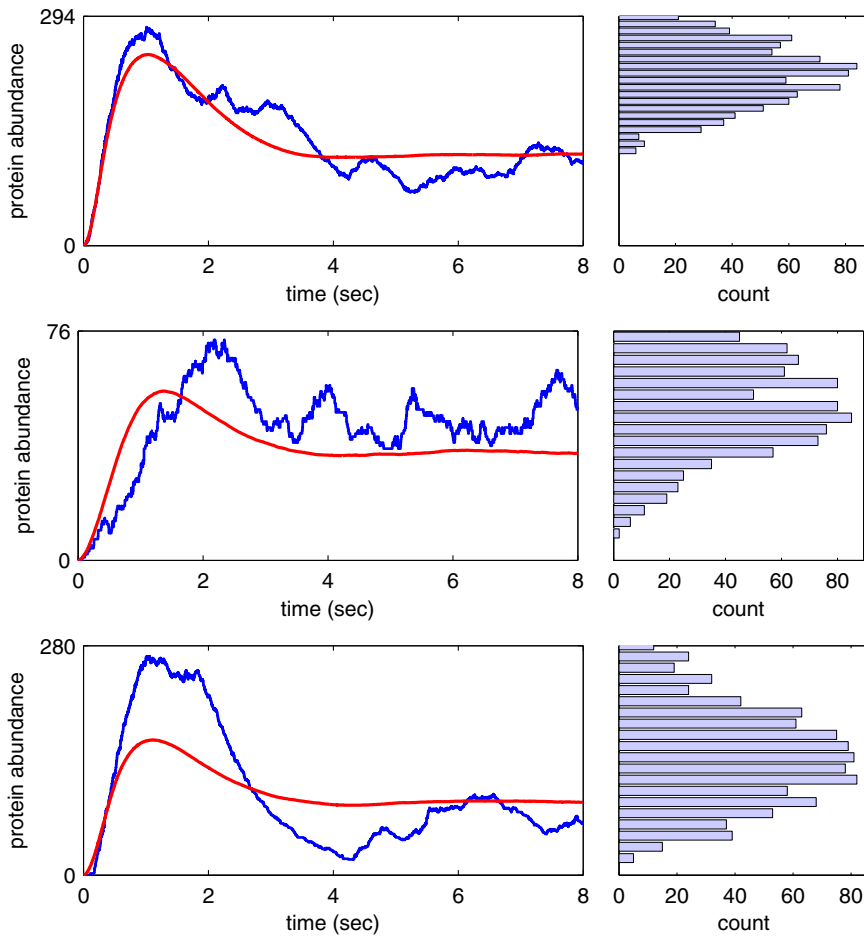 294
protein abundance
0
0 2 4 6 8
time (sec)
0 20 40 60 80
count
76
protein abundance
0
0 2 4 6 8
time (sec)
0 20 40 60 80
count
280
protein abundance
0
0 2 4 6 8
time (sec)
0 20 40 60 80
count